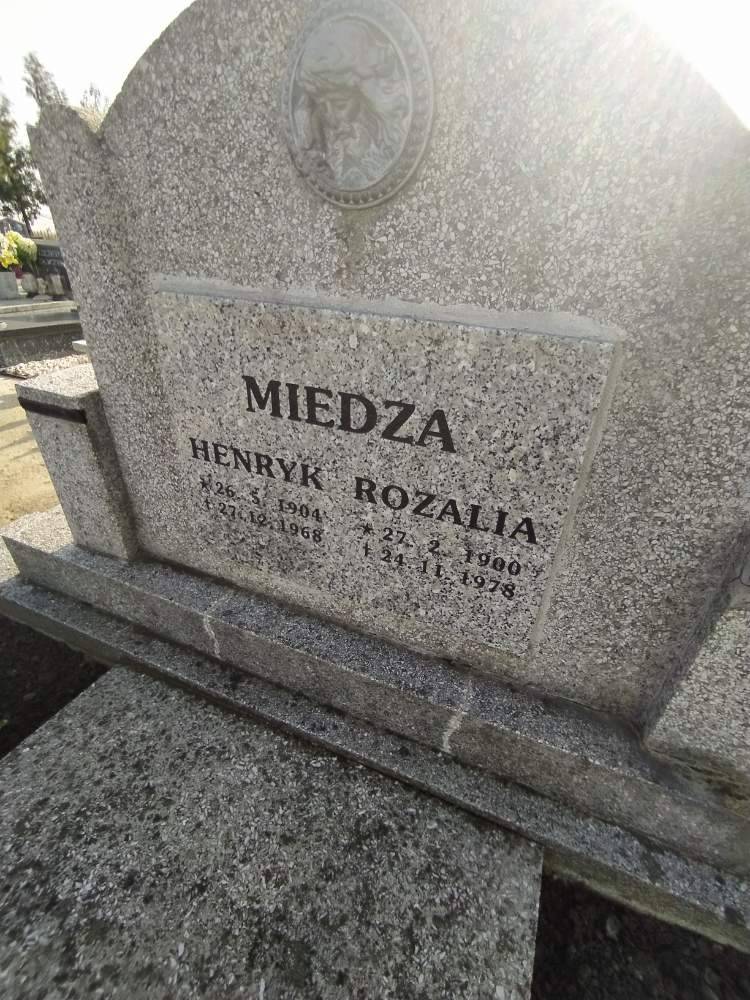 MIEDZA
HENRYK ROZALIA
* 26. 5. 1904 * 27. 2. 1900
† 27. 12. 1968 † 24. 11. 1978